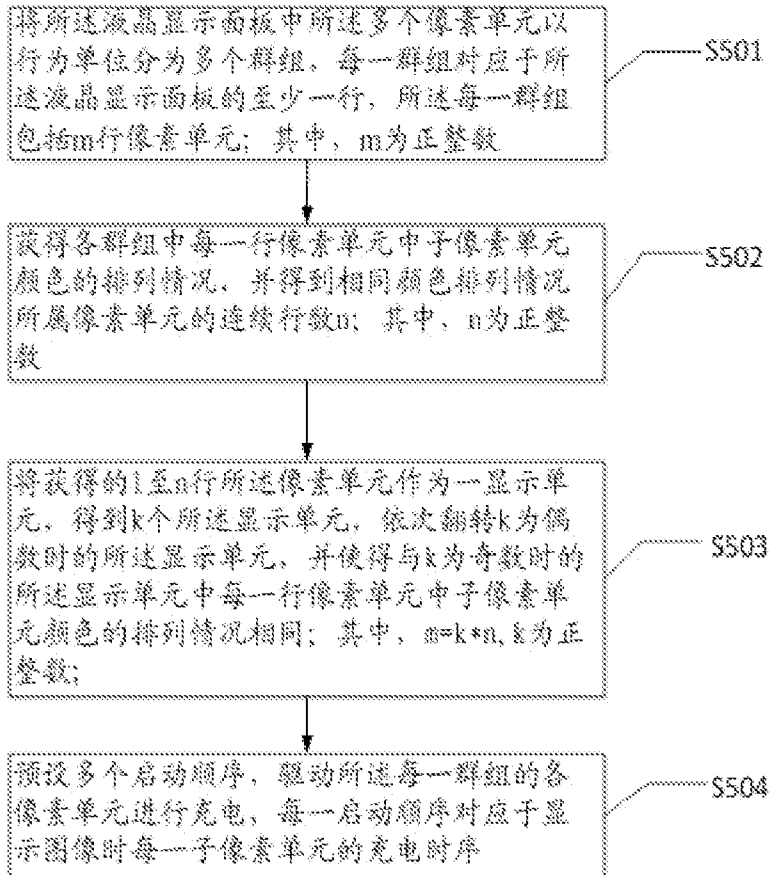 将所述液晶显示面板中所述多个像素单元以
行为单位分为多个群组，每一群组对应于所
述液晶显示面板的至少一行，所述每一群组
包括m行像素单元；其中，m为正整数
S501
获得各群组中每一行像素单元中子像素单元
颜色的排列情况，并得到相同颜色排列情况
所属像素单元的连续行数n；其中，n为正整
数
S502
将获得的1至n行所述像素单元作为一显示单
元，得到k个所述显示单元，依次翻转k为偶
数时的所述显示单元，并使得与k为奇数时的
所述显示单元中每一行像素单元中子像素单
元颜色的排列情况相同；其中，m=k*n,k为正
整数；
S503
预设多个启动顺序，驱动所述每一群组的各
像素单元进行充电，每一启动顺序对应于显
示图像时每一子像素单元的充电时序
S504